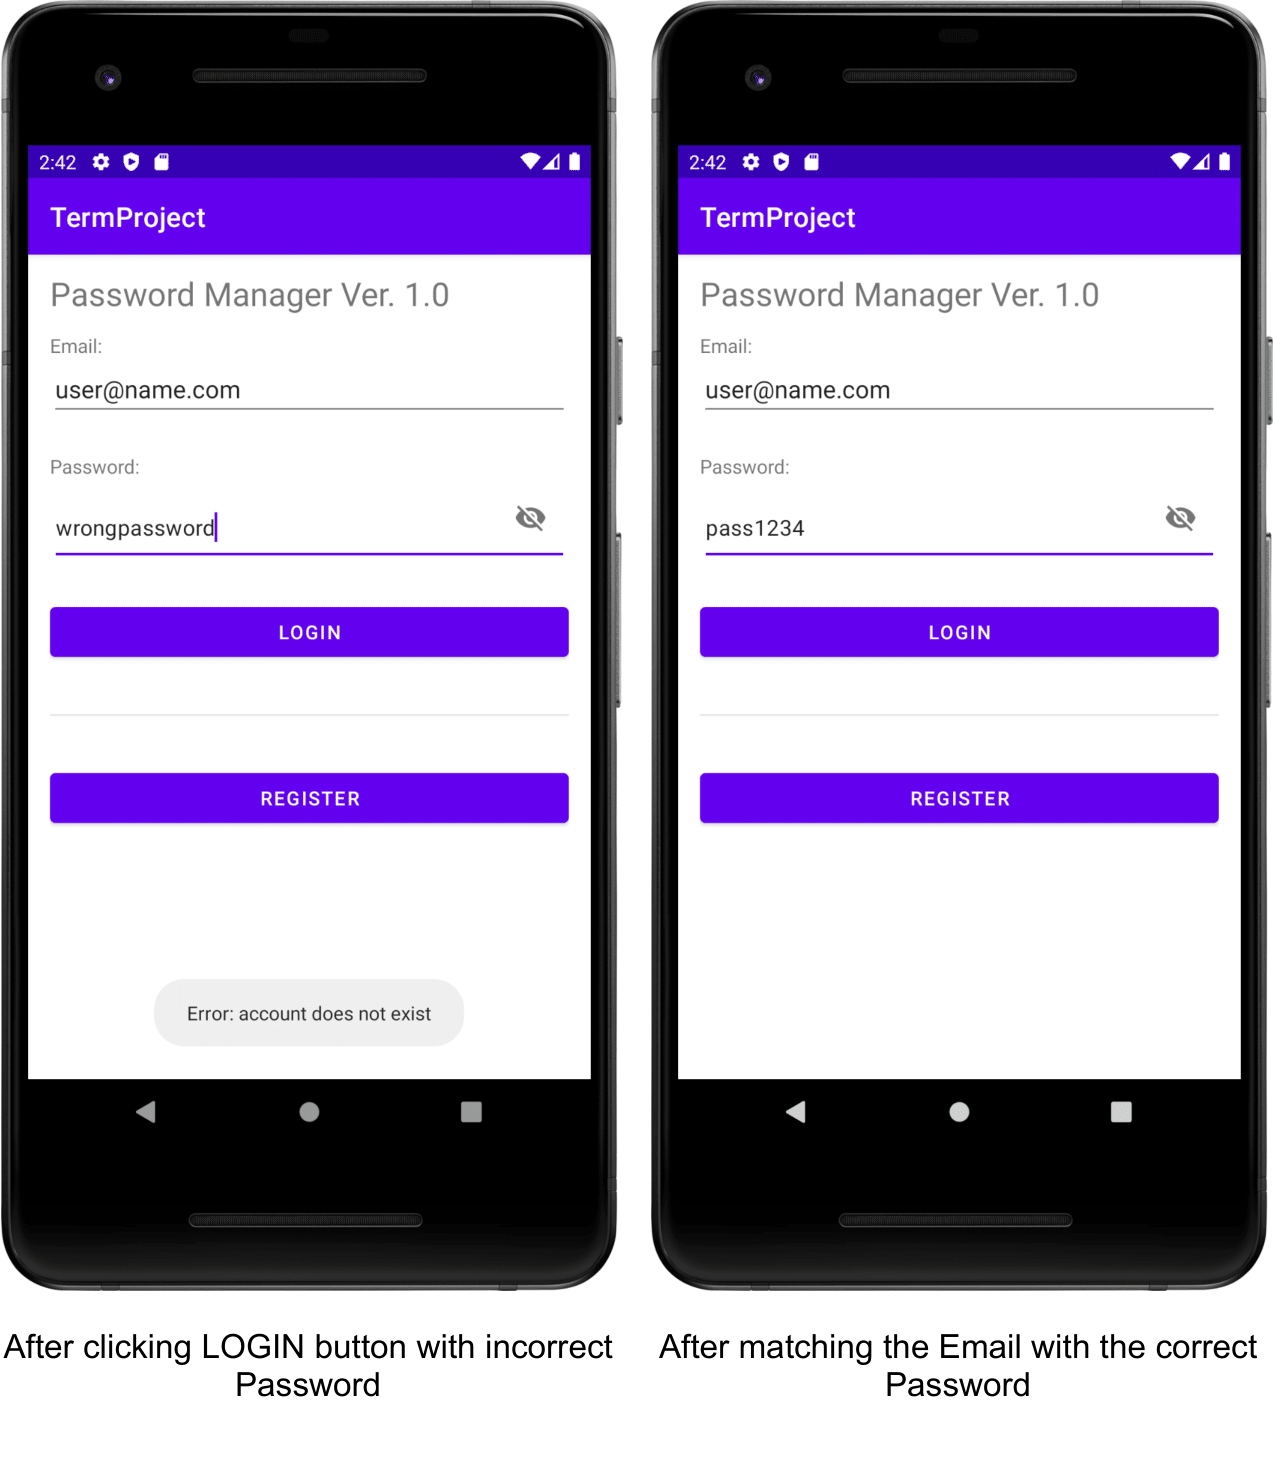 2:42
TermProject
Password Manager Ver. 1.0
Email:
user@name.com
Password:
wrongpassword
LOGIN
REGISTER
Error: account does not exist
After clicking LOGIN button with incorrect
Password
2:42
TermProject
Password Manager Ver. 1.0
Email:
user@name.com
Password:
pass1234
LOGIN
REGISTER
After matching the Email with the correct
Password